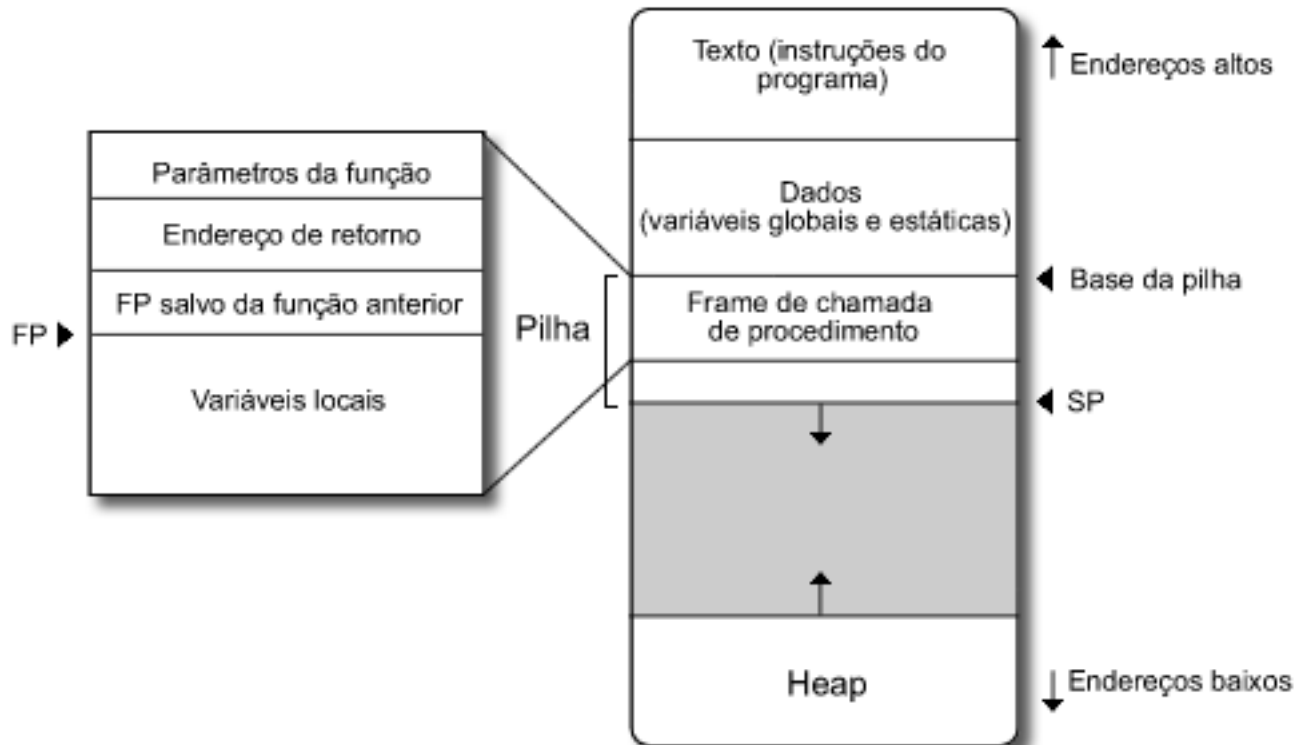 Texto (instruções do
programa)
Endereços altos
Parâmetros da função
Endereço de retorno
FP salvo da função anterior
FP
Variáveis locais
Dados
(variáveis globais e estáticas)
Base da pilha
Pilha
Frame de chamada
de procedimento
SP
Heap
Endereços baixos